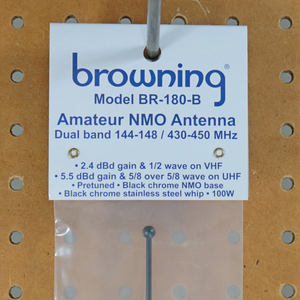 browning®
Model BR-180-B
Amateur NMO Antenna
Dual band 144-148 / 430-450 MHz
• 2.4 dBd gain & 1/2 wave on VHF
• 5.5 dBd gain & 5/8 over 5/8 wave on UHF
• Pretuned • Black chrome NMO base
• Black chrome stainless steel whip • 100W